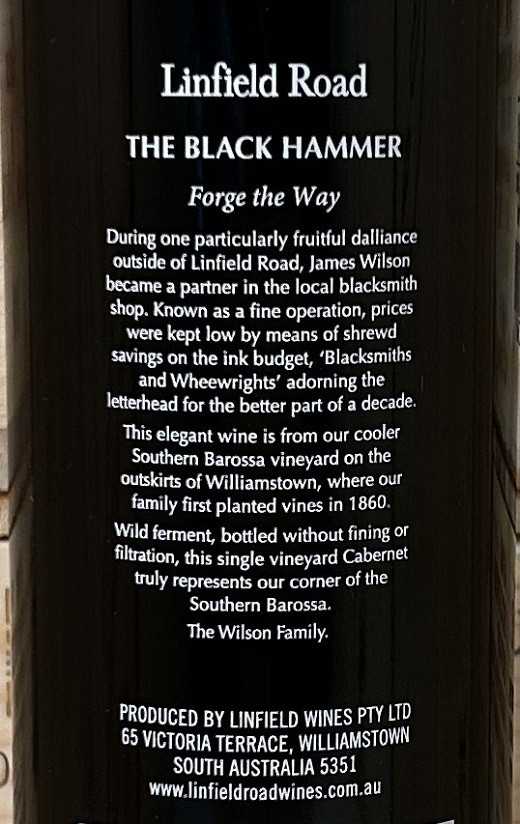 Linfield Road
THE BLACK HAMMER
Forge the Way
During one particularly fruitful dalliance
outside of Linfield Road, James Wilson
became a partner in the local blacksmith
shop. Known as a fine operation, prices
were kept low by means of shrewd
savings on the ink budget, ‘Blacksmiths
and Wheewrights’ adorning the
letterhead for the better part of a decade.
This elegant wine is from our cooler
Southern Barossa vineyard on the
outskirts of Williamstown, where our
family first planted vines in 1860.
Wild ferment, bottled without fining or
filtration, this single vineyard Cabernet
truly represents our corner of the
Southern Barossa.
The Wilson Family.
PRODUCED BY LINFIELD WINES PTY LTD
65 VICTORIA TERRACE, WILLIAMSTOWN
SOUTH AUSTRALIA 5351
www.linfieldroadwines.com.au